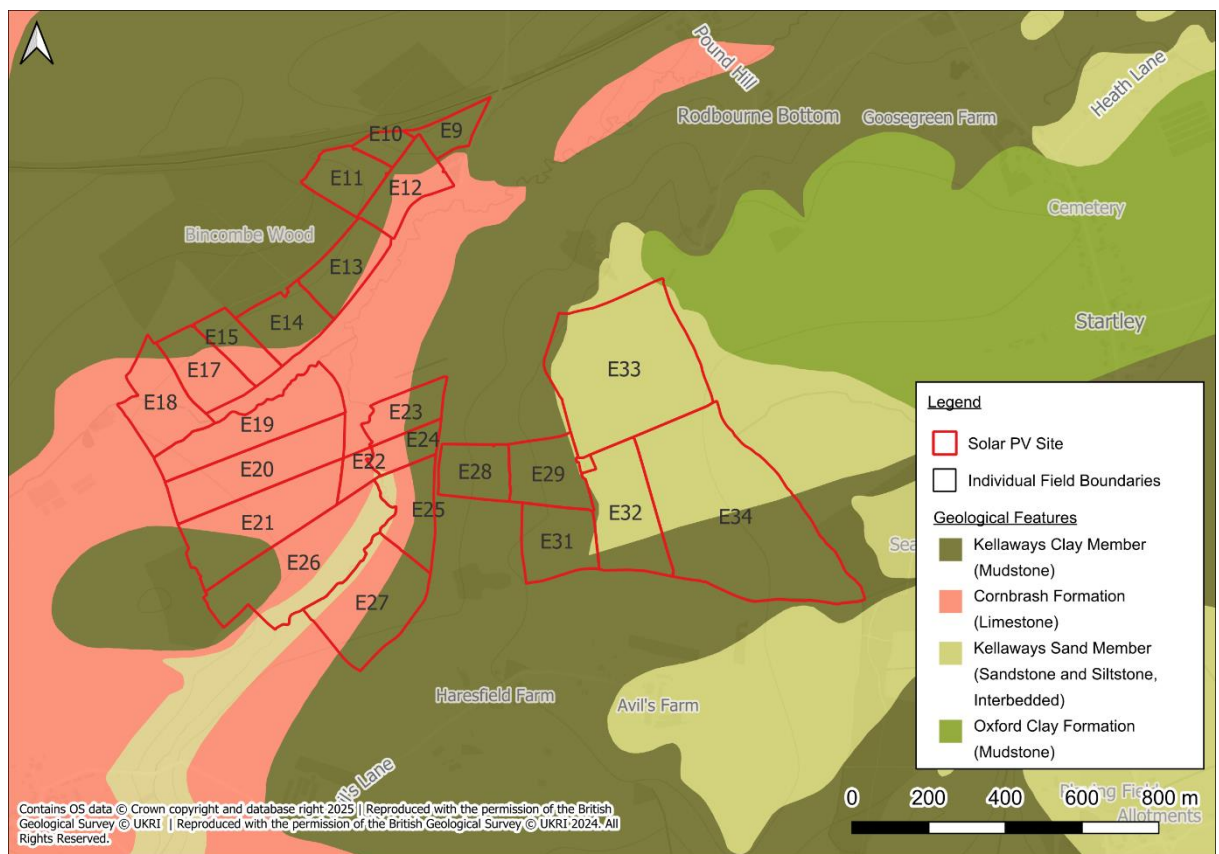 Pound Hill
Heath Lane
Rodbourne Bottom
Goosegreen Farm
E9
E10
E11
E12
Cemetery
Bincombe Wood
E13
E14
E15
E17
E18
Startley
E33
E19
E23
E20
E22
E24
E28
E29
E21
E25
E32
E34
E31
E26
E27
Haresfield Farm
Avil's Farm
Legend
Solar PV Site
Individual Field Boundaries
Geological Features
Kellaways Clay Member
(Mudstone)
Cornbrash Formation
(Limestone)
Kellaways Sand Member
(Sandstone and Siltstone,
Interbedded)
Oxford Clay Formation
(Mudstone)
Sea
il's Lane
Allotments
0 200 400 600 800 m
Contains OS data © Crown copyright and database right 2025 | Reproduced with the permission of the British
Geological Survey © UKRI | Reproduced with the permission of the British Geological Survey © UKRI 2024. All
Rights Reserved.